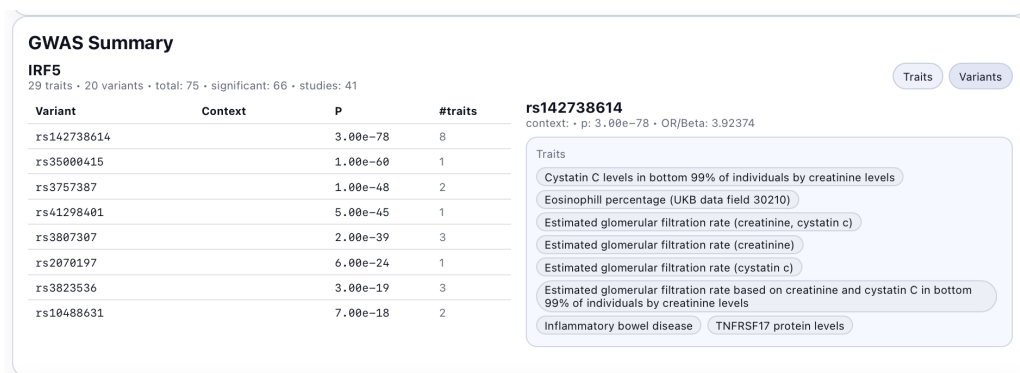 GWAS Summary
IRF5
29 traits • 20 variants • total: 75 • significant: 66 • studies: 41
Traits
Variants
Variant Context P #traits
rs142738614 3.00e-78 8
rs35000415 1.00e-60 1
rs3757387 1.00e-48 2
rs41298401 5.00e-45 1
rs3807307 2.00e-39 3
rs2070197 6.00e-24 1
rs3823536 3.00e-19 3
rs10488631 7.00e-18 2
rs142738614
context: • p: 3.00e-78 • OR/Beta: 3.92374
Traits
Cystatin C levels in bottom 99% of individuals by creatinine levels
Eosinophill percentage (UKB data field 30210)
Estimated glomerular filtration rate (creatinine, cystatin c)
Estimated glomerular filtration rate (creatinine)
Estimated glomerular filtration rate (cystatin c)
Estimated glomerular filtration rate based on creatinine and cystatin C in bottom
99% of individuals by creatinine levels
Inflammatory bowel disease
TNFRSF17 protein levels